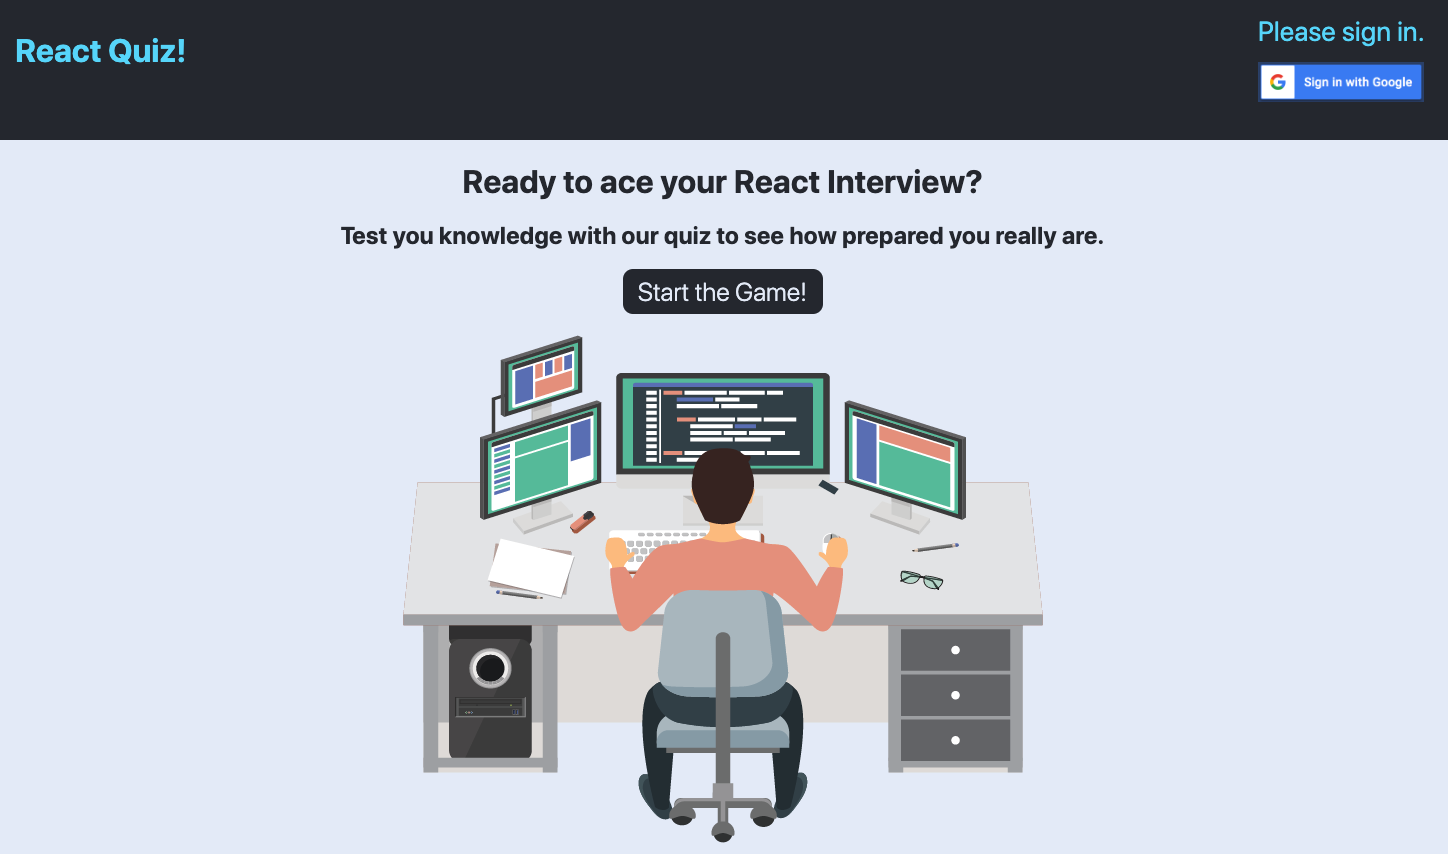 React Quiz!
Please sign in.
Sign in with Google
Ready to ace your React Interview?
Test you knowledge with our quiz to see how prepared you really are.
Start the Game!